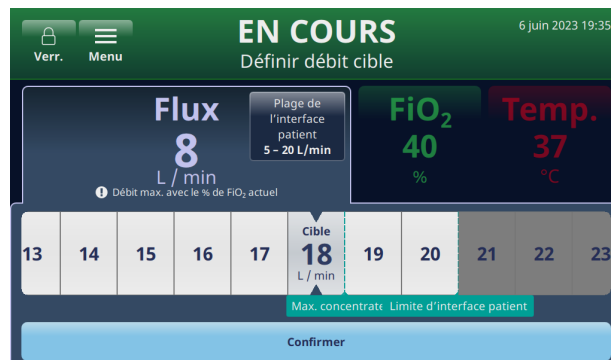 EN COURS
Définir débit cible
6 juin 2023 19:35
Verr.
Menu
Flux
8
L / min
Débit max. avec le % de FiO₂ actuel
Plage de
l'interface
patient
5 – 20 L/min
FiO₂
40
%
Temp.
37
°C
13 14 15 16 17 Cible 18 L / min 19 20 21 22 23
Max. concentrate Limite d'interface patient
Confirmer